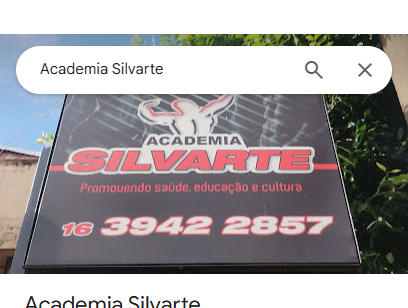 Academia Silvarte
ACADEMIA
SILVARTE
Promovendo saúde, educação e cultura
16 3942 2857
Academia Silvarte